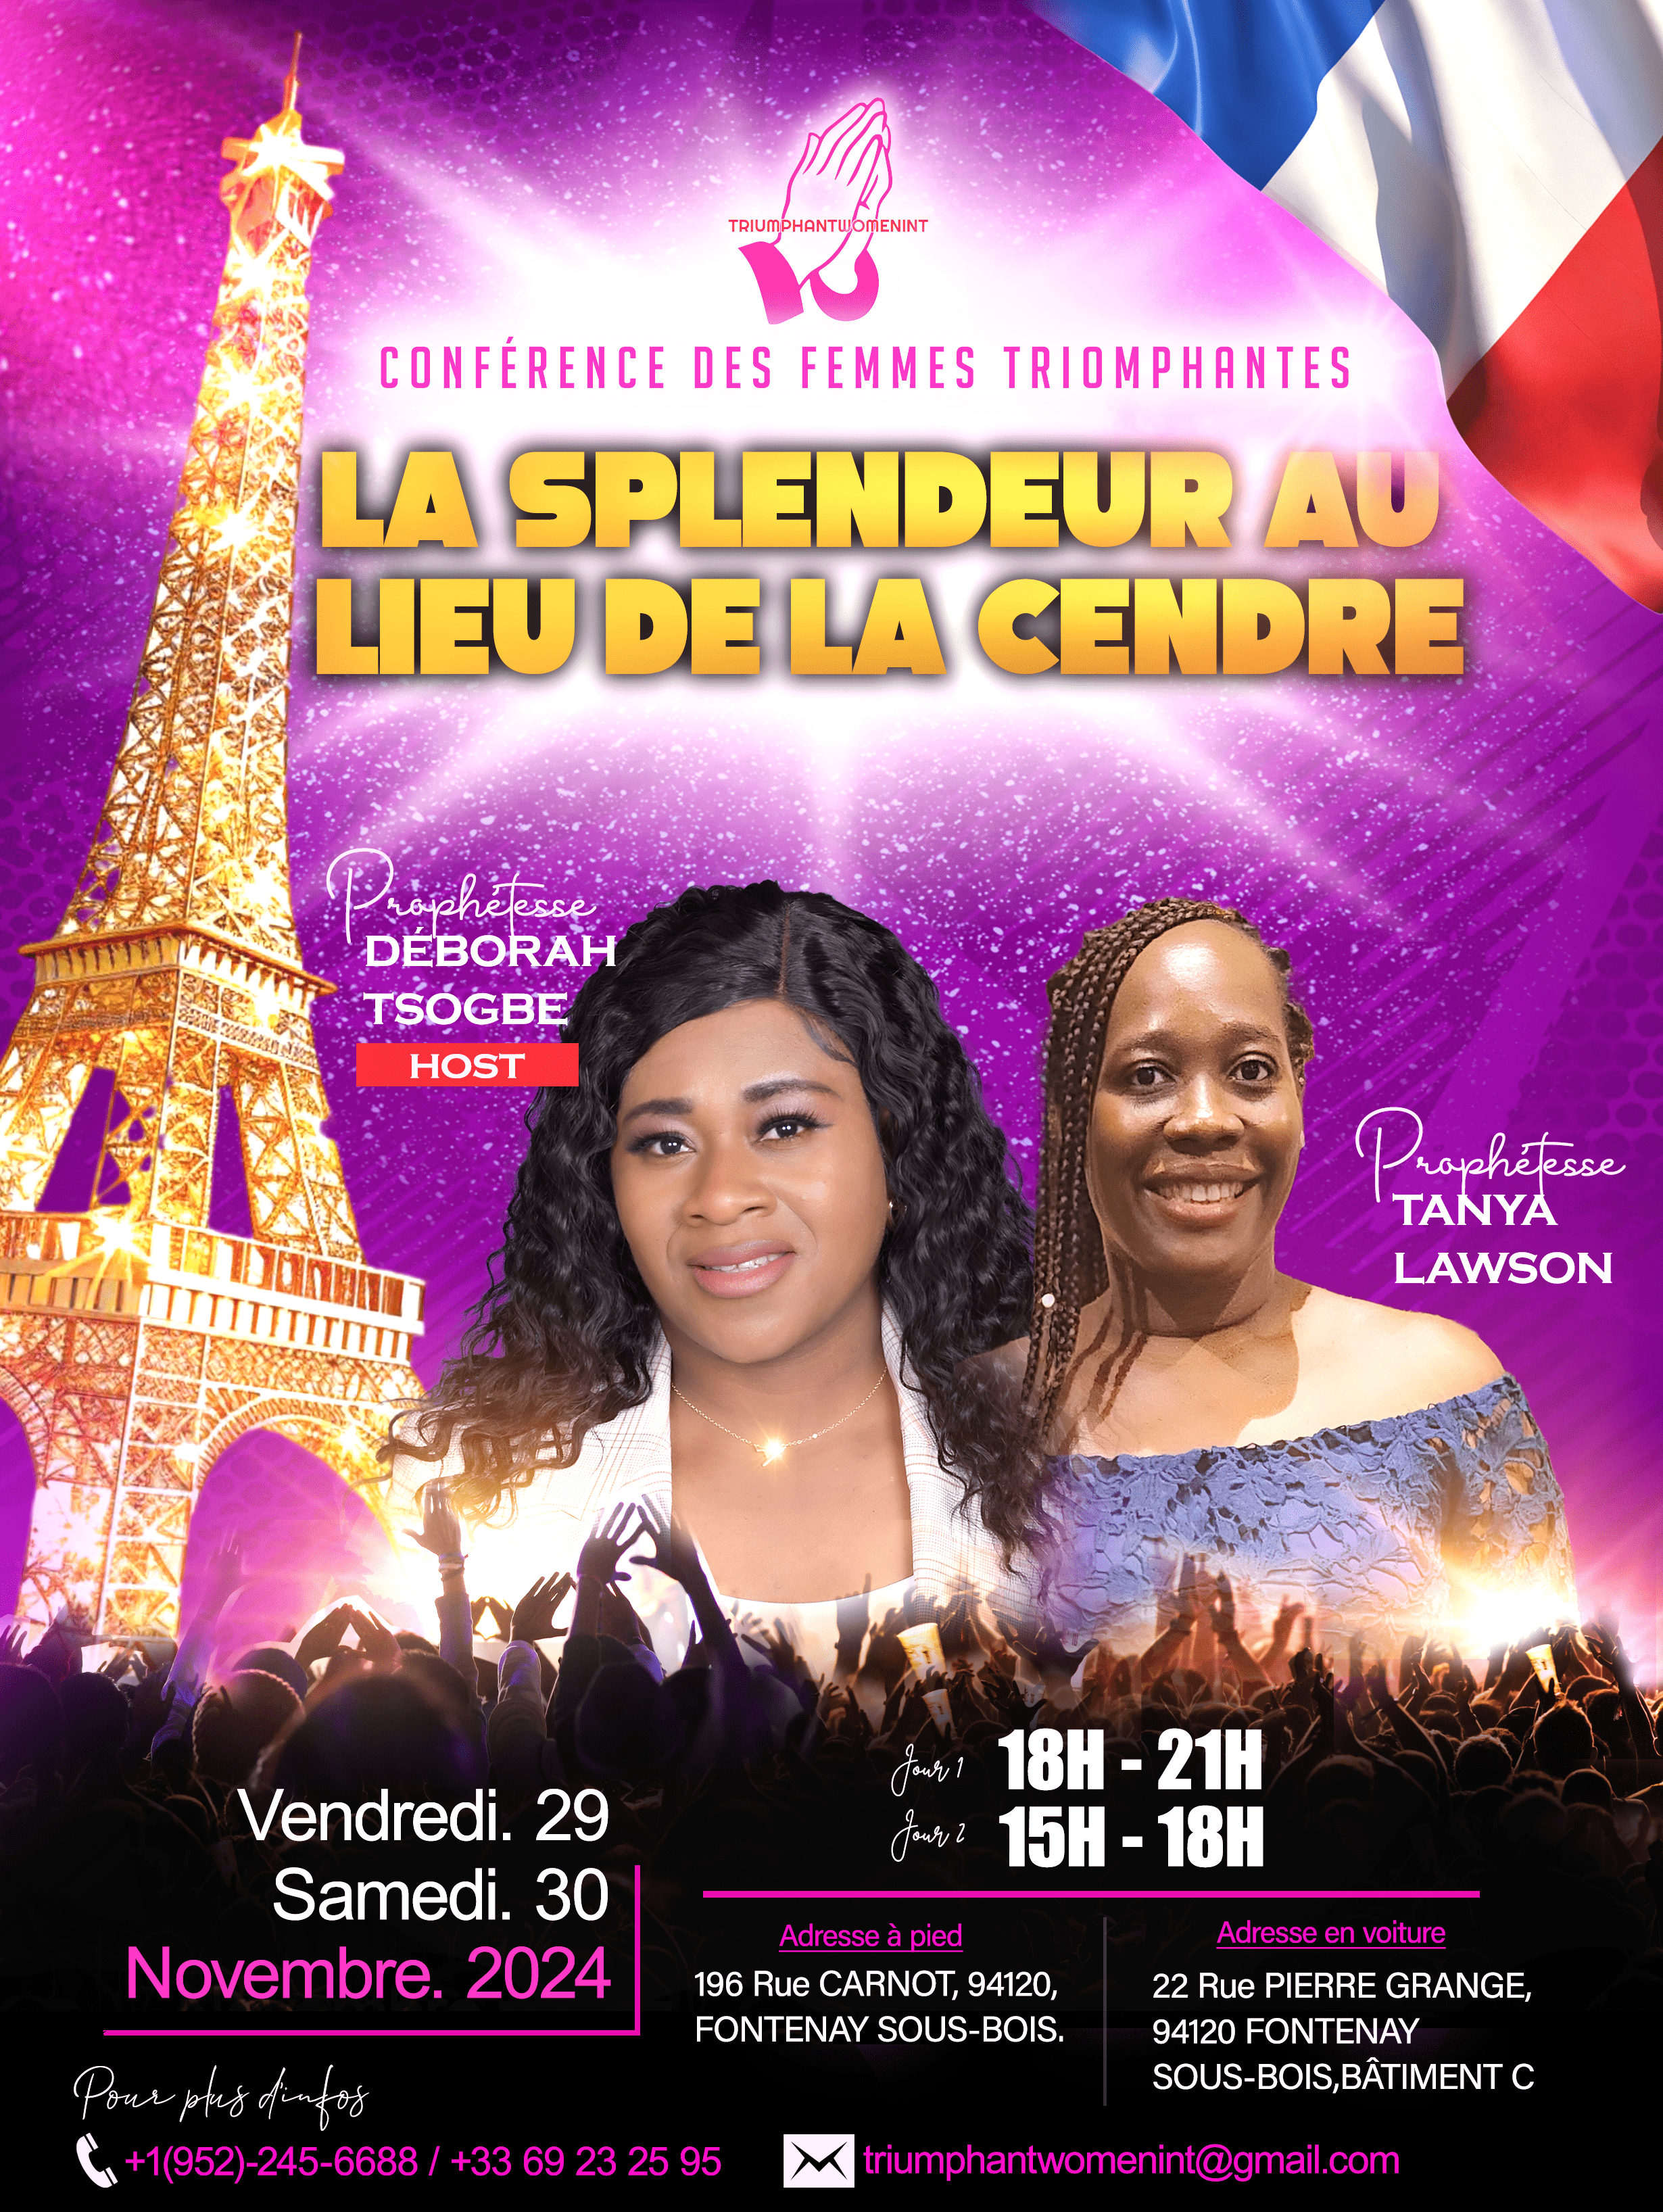 TRIUMPHANTWOMENINT
CONFÉRENCE DES FEMMES TRIOMPHANTES
LA SPLENDEUR AU
LIEU DE LA CENDRE
Prophétesse
DÉBORAH
TSOGBE
HOST
Prophétesse
TANYA
LAWSON
Jour 1 18H - 21H
Jour 2 15H - 18H
Vendredi. 29
Samedi. 30
Novembre. 2024
Adresse à pied
196 Rue CARNOT, 94120,
FONTENAY SOUS-BOIS.
Adresse en voiture
22 Rue PIERRE GRANGE,
94120 FONTENAY
SOUS-BOIS,BÂTIMENT C
Pour plus d'infos
+1(952)-245-6688 / +33 69 23 25 95
triumphantwomenint@gmail.com